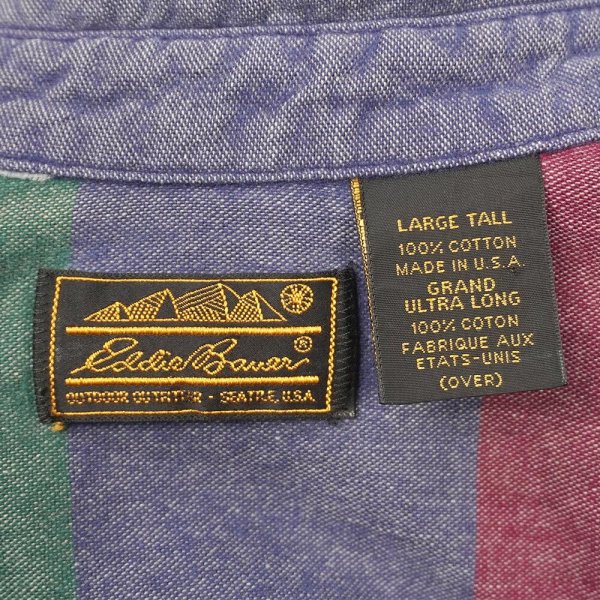 Eddie Bauer®
OUTDOOR OUTFITTER - SEATTLE, U.S.A.
LARGE TALL
100% COTTON
MADE IN U.S.A.
GRAND
ULTRA LONG
100% COTON
FABRIQUE AUX
ETATS-UNIS
(OVER)